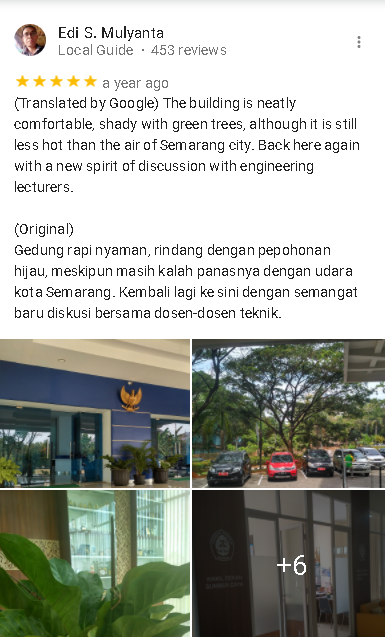 Edi S. Mulyanta
Local Guide · 453 reviews
a year ago
(Translated by Google) The building is neatly
comfortable, shady with green trees, although it is still
less hot than the air of Semarang city. Back here again
with a new spirit of discussion with engineering
lecturers.
(Original)
Gedung rapi nyaman, rindang dengan pepohonan
hijau, meskipun masih kalah panasnya dengan udara
kota Semarang. Kembali lagi ke sini dengan semangat
baru diskusi bersama dosen-dosen teknik.
+6